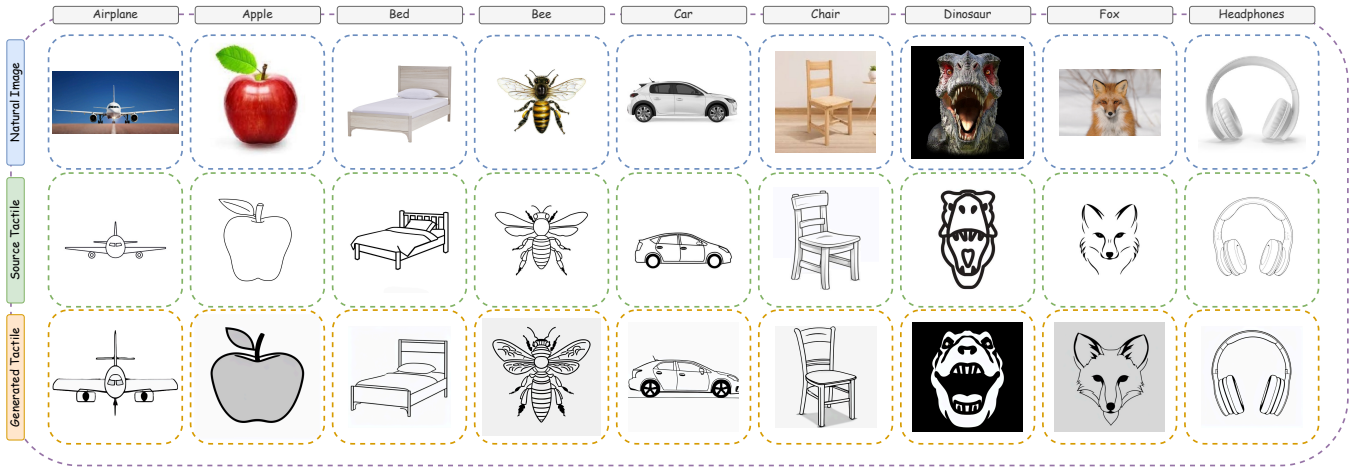 Airplane
Apple
Bed
Bee
Car
Chair
Dinosaur
Fox
Headphones
Natural Image
Source Tactile
Generated Tactile